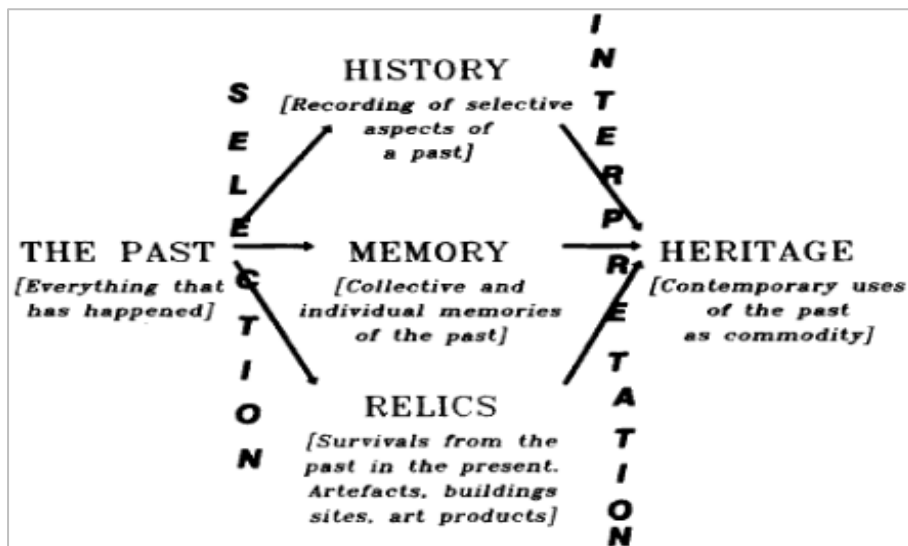 HISTORY
[Recording of selective
aspects of
a past]
SELECTION
INTERPRETATION
THE PAST
[Everything that
has happened]
MEMORY
[Collective and
individual memories
of the past]
HERITAGE
[Contemporary uses
of the past
as commodity]
RELICS
[Survivals from the
past in the present.
Artefacts, buildings
sites, art products]